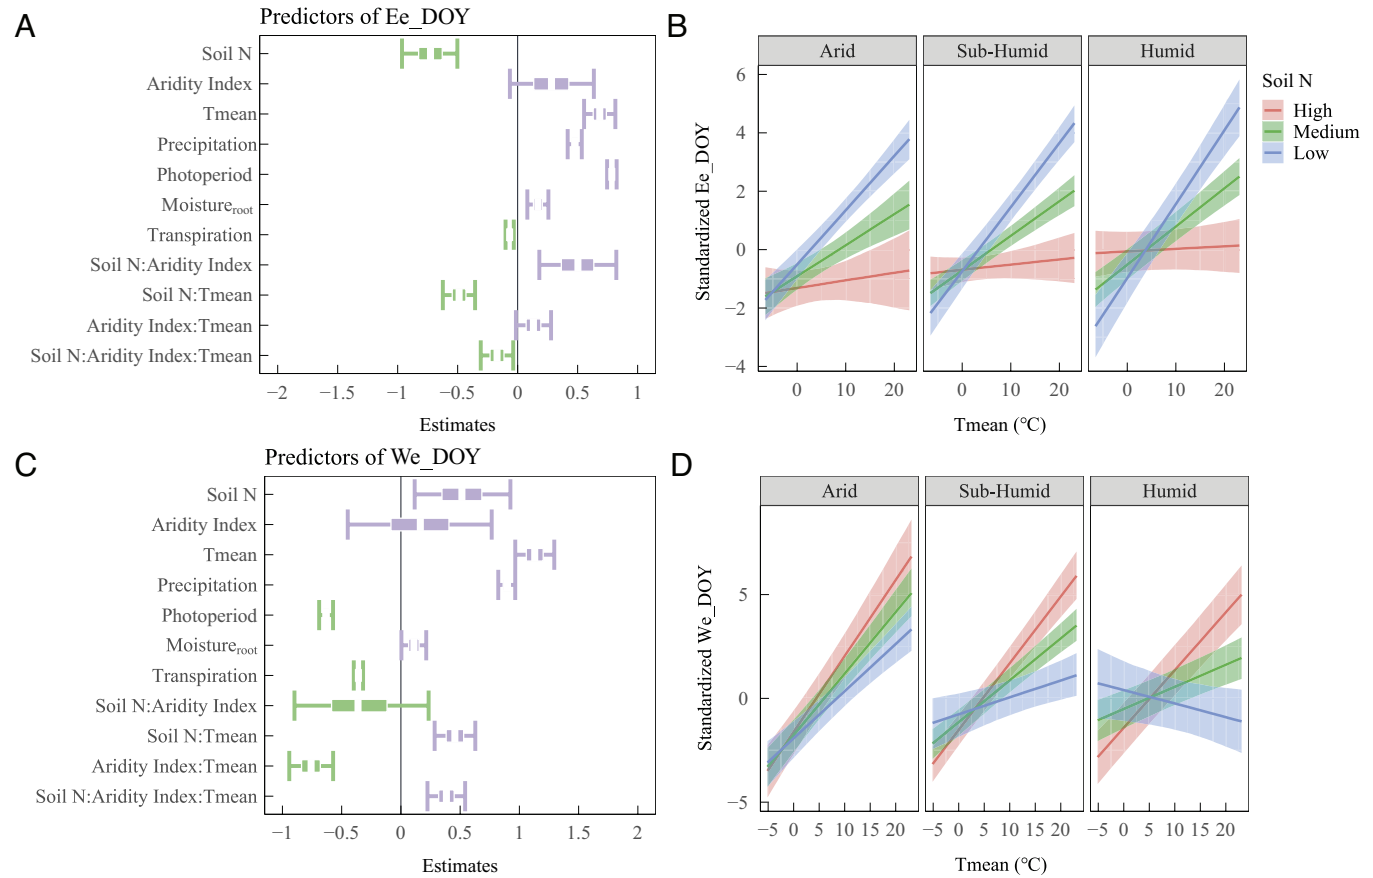 A
Predictors of Ee_DOY
Soil N
Aridity Index
Tmean
Precipitation
Photoperiod
Moistureroot
Transpiration
Soil N:Aridity Index
Soil N:Tmean
Aridity Index:Tmean
Soil N:Aridity Index:Tmean
−2 −1.5 −1 −0.5 0 0.5 1
Estimates
B
Arid Sub-Humid Humid
Standardized Ee_DOY
6
4
2
0
−2
−4
0 10 20 0 10 20 0 10 20
Tmean (°C)
Soil N
High
Medium
Low
C
Predictors of We_DOY
Soil N
Aridity Index
Tmean
Precipitation
Photoperiod
Moistureroot
Transpiration
Soil N:Aridity Index
Soil N:Tmean
Aridity Index:Tmean
Soil N:Aridity Index:Tmean
−1 −0.5 0 0.5 1 1.5 2
Estimates
D
Arid Sub-Humid Humid
Standardized We_DOY
5
0
−5
−5 0 5 15 20 −5 0 5 10 15 20 −5 0 5 10 15 20
Tmean (°C)